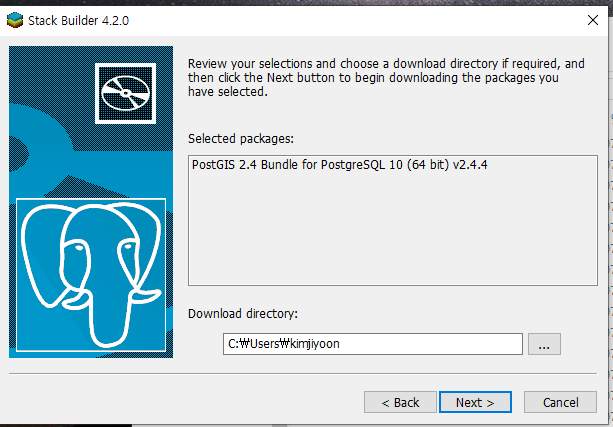 Stack Builder 4.2.0
Review your selections and choose a download directory if required, and
then click the Next button to begin downloading the packages you
have selected.
Selected packages:
PostGIS 2.4 Bundle for PostgreSQL 10 (64 bit) v2.4.4
Download directory:
C:₩Users₩kimjiyoon
...
< Back
Next >
Cancel